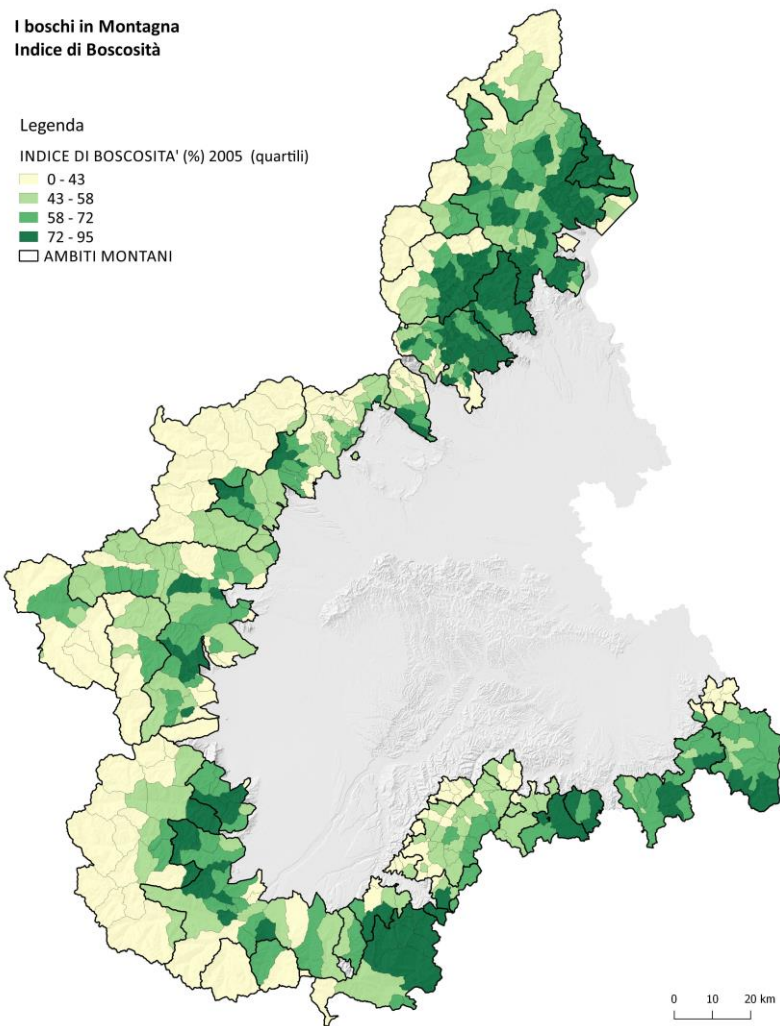 I boschi in Montagna
Indice di Boscosità
Legenda
INDICE DI BOSCOSITA' (%) 2005 (quartili)
0 - 43
43 - 58
58 - 72
72 - 95
AMBITI MONTANI
0 10 20 km